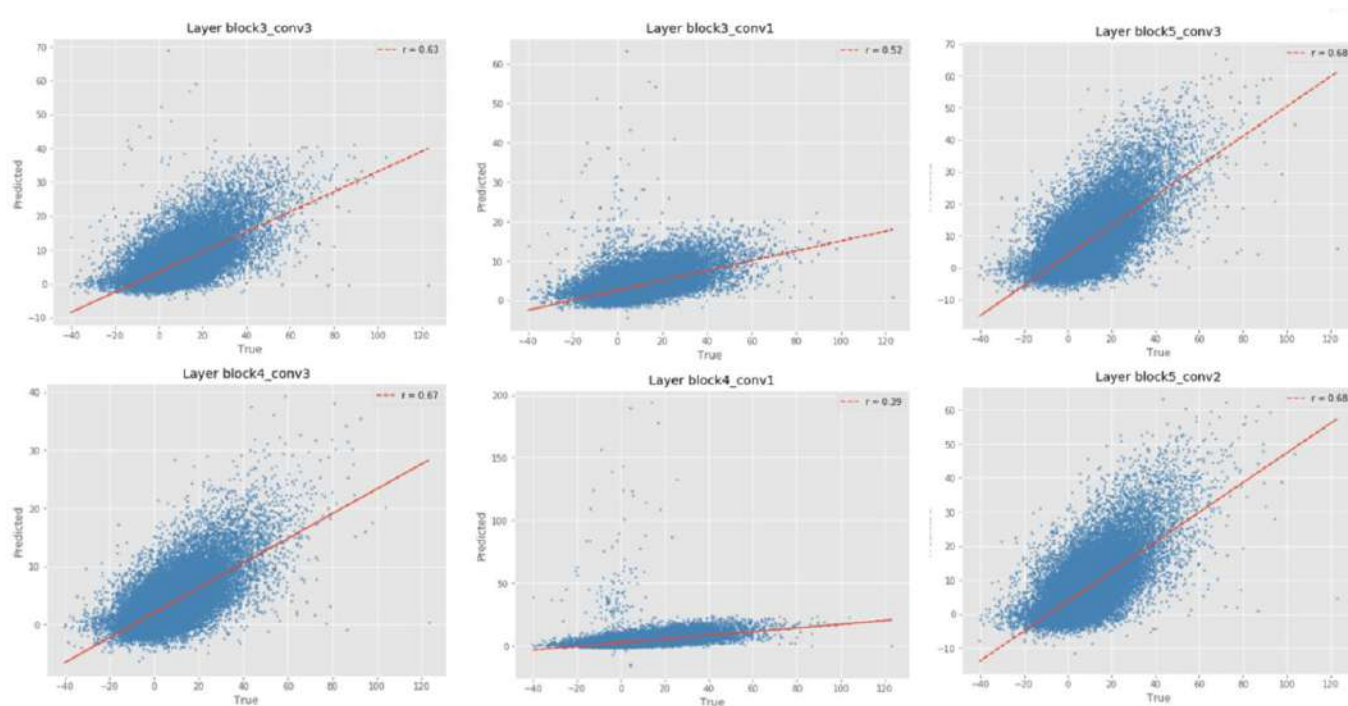 Layer block3_conv3
r = 0.63
70
60
50
40
30
20
10
0
−10
Predicted
−40 −20 0 20 40 60 80 100 120
True
Layer block3_conv1
r = 0.52
60
50
40
30
20
10
0
Predicted
−40 −20 0 20 40 60 80 100 120
True
Layer block5_conv3
r = 0.68
70
60
50
40
30
20
10
0
−10
−40 −20 0 20 40 60 80 100 120
True
Layer block4_conv3
r = 0.67
40
30
20
10
0
Predicted
−40 −20 0 20 40 60 80 100 120
True
Layer block4_conv1
r = 0.29
200
150
100
50
0
Predicted
−40 −20 0 20 40 60 80 100 120
True
Layer block5_conv2
r = 0.68
60
50
40
30
20
10
0
−10
−40 −20 0 20 40 60 80 100 120
True